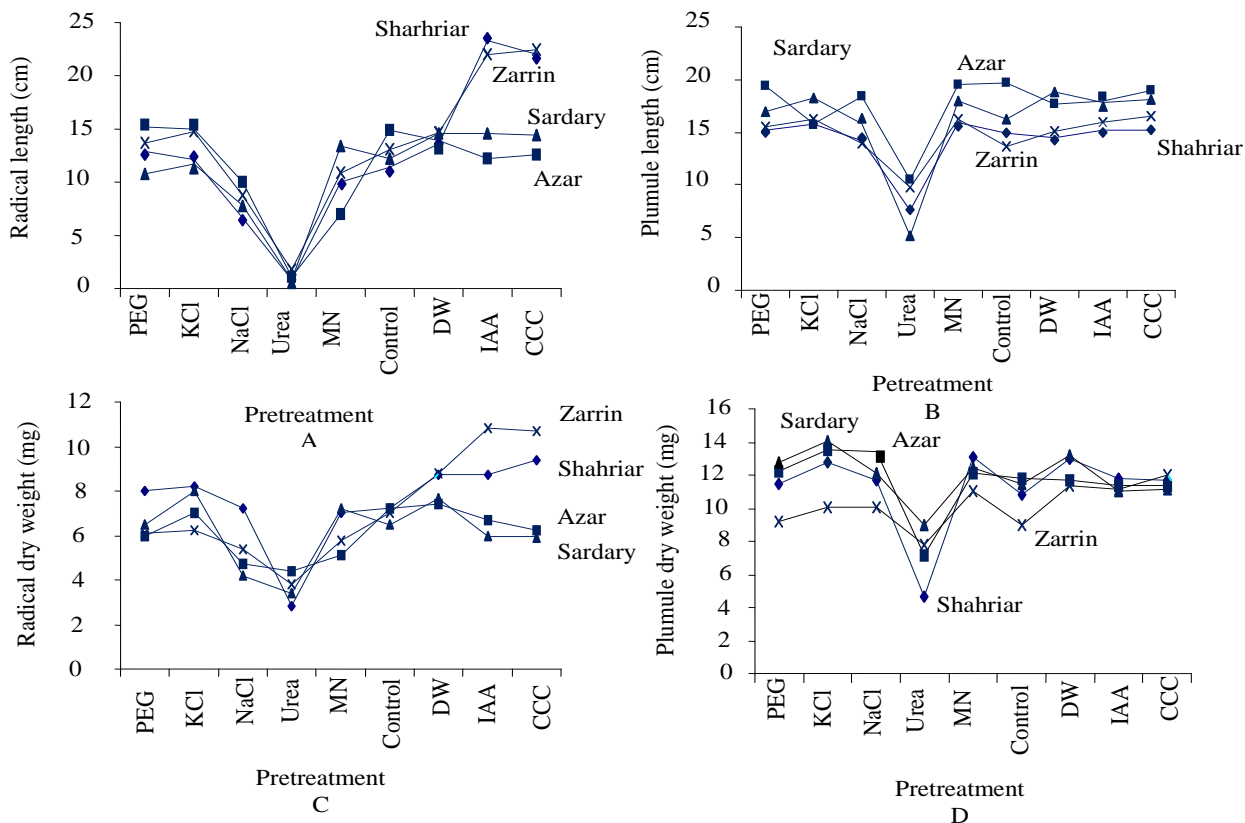 Radical length (cm)
25
20
15
10
5
0
Sharhriar
Zarrin
Sardary
Azar
PEG
KCl
NaCl
Urea
MN
Control
DW
IAA
CCC
Pretreatment
A
Plumule length (cm)
25
20
15
10
5
0
Sardary
Azar
Zarrin
Shahriar
PEG
KCl
NaCl
Urea
MN
Control
DW
IAA
CCC
Petreatment
B
Radical dry weight (mg)
12
10
8
6
4
2
0
Zarrin
Shahriar
Azar
Sardary
PEG
KCl
NaCl
Urea
MN
Control
DW
IAA
CCC
Pretreatment
C
Plumule dry weight (mg)
16
14
12
10
8
6
4
2
0
Sardary
Azar
Zarrin
Shahriar
PEG
KCl
NaCl
Urea
MN
Control
DW
IAA
CCC
Pretreatment
D